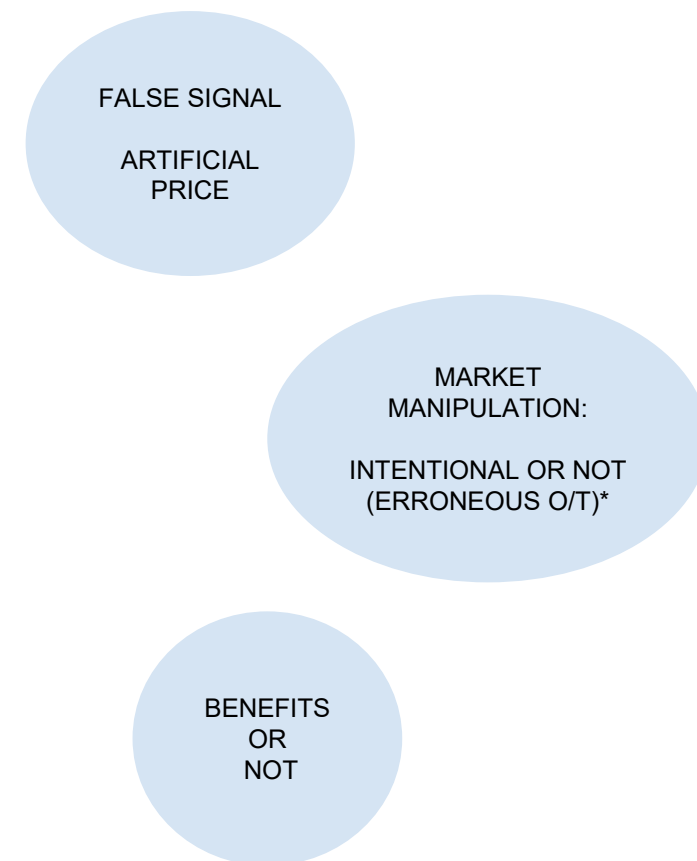 FALSE SIGNAL
ARTIFICIAL
PRICE
MARKET
MANIPULATION:
INTENTIONAL OR NOT
(ERRONEOUS O/T)*
BENEFITS
OR
NOT